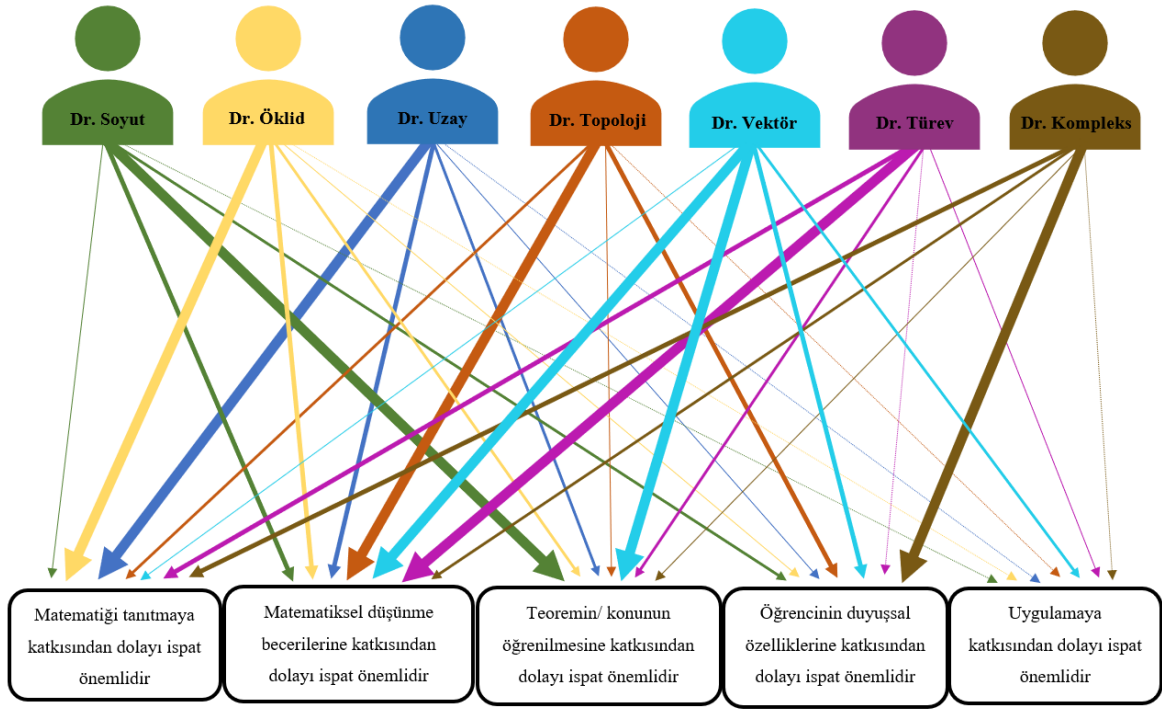 Dr. Soyut
Dr. Öklid
Dr. Uzay
Dr. Topoloji
Dr. Vektör
Dr. Türev
Dr. Kompleks
Matematiği tanıtmaya
katkısından dolayı ispat
önemlidir
Matematiksel düşünme
becerilerine katkısından
dolayı ispat önemlidir
Teoremin/ konunun
öğrenilmesine katkısından
dolayı ispat önemlidir
Öğrencinin duyuşsal
özelliklerine katkısından
dolayı ispat önemlidir
Uygulamaya
katkısından dolayı ispat
önemlidir